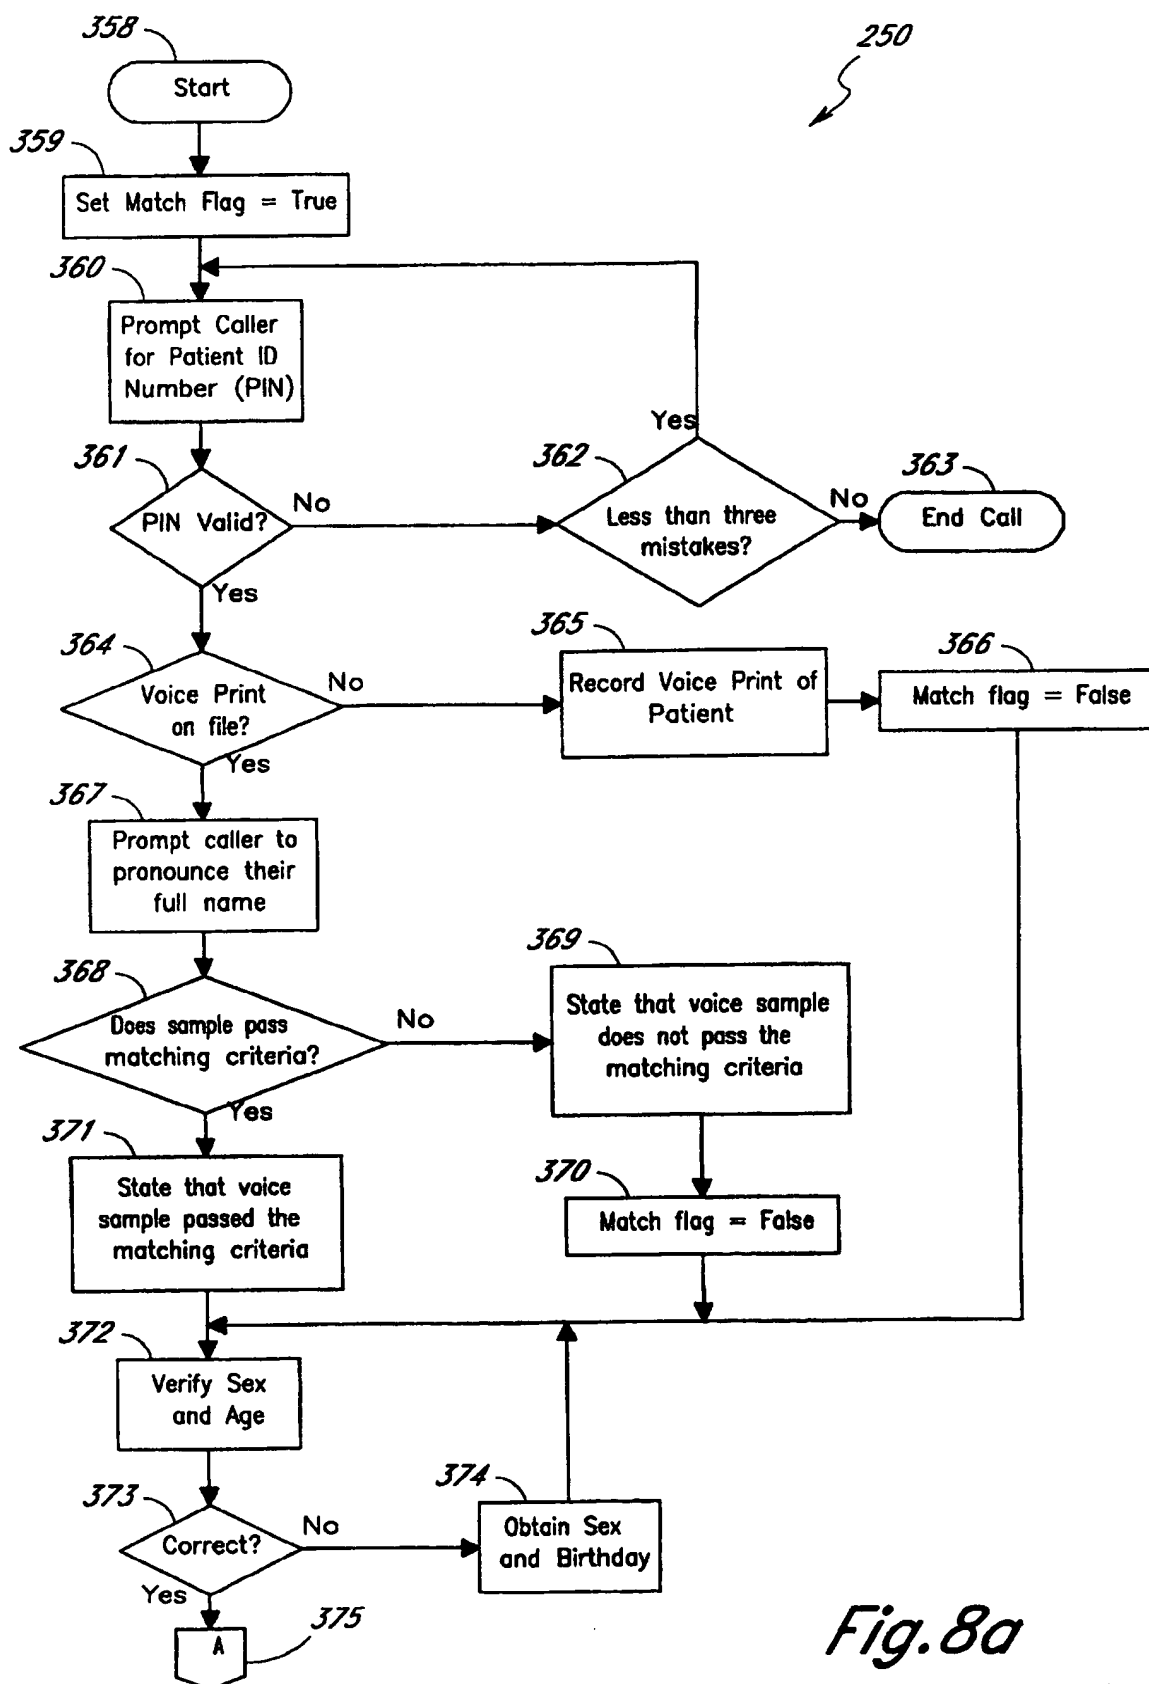 358
250
Start
359
Set Match Flag = True
360
Prompt Caller
for Patient ID
Number (PIN)
Yes
361
362
363
PIN Valid?
No
Less than three
mistakes?
No
End Call
Yes
364
365
366
Voice Print
on file?
No
Record Voice Print of
Patient
Match flag = False
Yes
367
Prompt caller to
pronounce their
full name
368
369
Does sample pass
matching criteria?
No
State that voice sample
does not pass the
matching criteria
Yes
371
370
State that voice
sample passed the
matching criteria
Match flag = False
372
Verify Sex
and Age
373
374
Correct?
No
Obtain Sex
and Birthday
Yes
A
375
Fig.8a